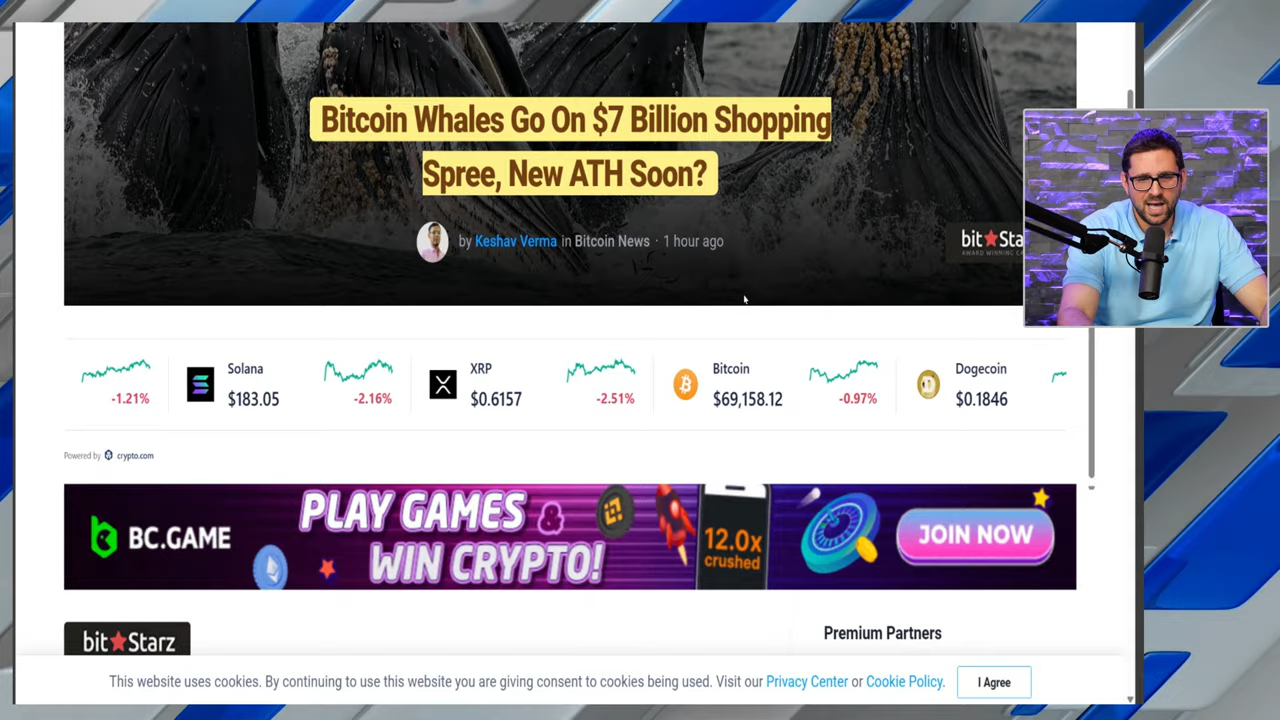 Bitcoin Whales Go On $7 Billion Shopping
Spree, New ATH Soon?
by Keshav Verma in Bitcoin News · 1 hour ago
bit★Sta
AWARD WINNING CA
-1.21%
Solana
$183.05
-2.16%
XRP
$0.6157
-2.51%
Bitcoin
$69,158.12
-0.97%
Dogecoin
$0.1846
Powered by crypto.com
BC.GAME
PLAY GAMES &
WIN CRYPTO!
12.0x
crushed
JOIN NOW
bit★Starz
Premium Partners
This website uses cookies. By continuing to use this website you are giving consent to cookies being used. Visit our Privacy Center or Cookie Policy.
I Agree